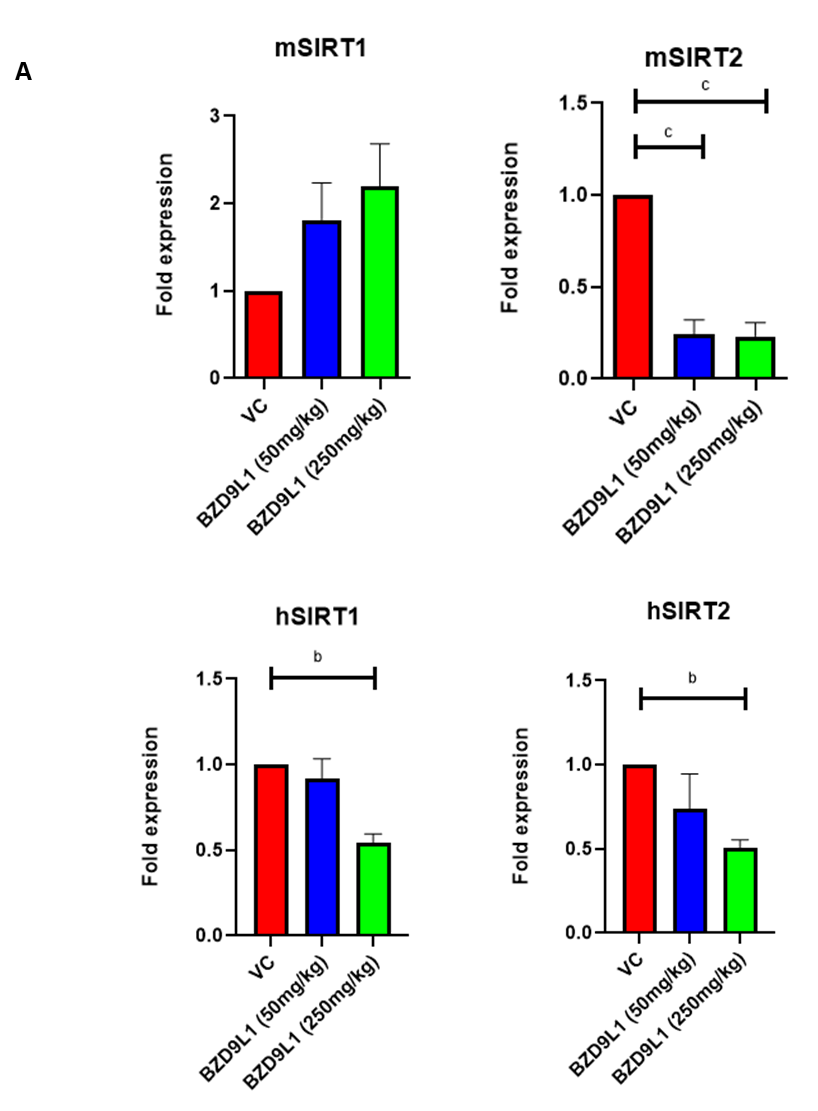 A
mSIRT1
Fold expression
3
2
1
0
VC
BZD9L1 (50mg/kg)
BZD9L1 (250mg/kg)
mSIRT2
c
c
Fold expression
1.5
1.0
0.5
0.0
VC
BZD9L1 (50mg/kg)
BZD9L1 (250mg/kg)
hSIRT1
b
Fold expression
1.5
1.0
0.5
0.0
VC
BZD9L1 (50mg/kg)
BZD9L1 (250mg/kg)
hSIRT2
b
Fold expression
1.5
1.0
0.5
0.0
VC
BZD9L1 (50mg/kg)
BZD9L1 (250mg/kg)